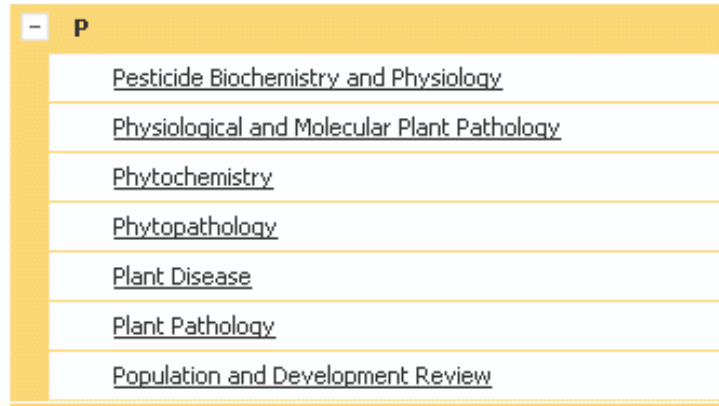 P
Pesticide Biochemistry and Physiology
Physiological and Molecular Plant Pathology
Phytochemistry
Phytopathology
Plant Disease
Plant Pathology
Population and Development Review